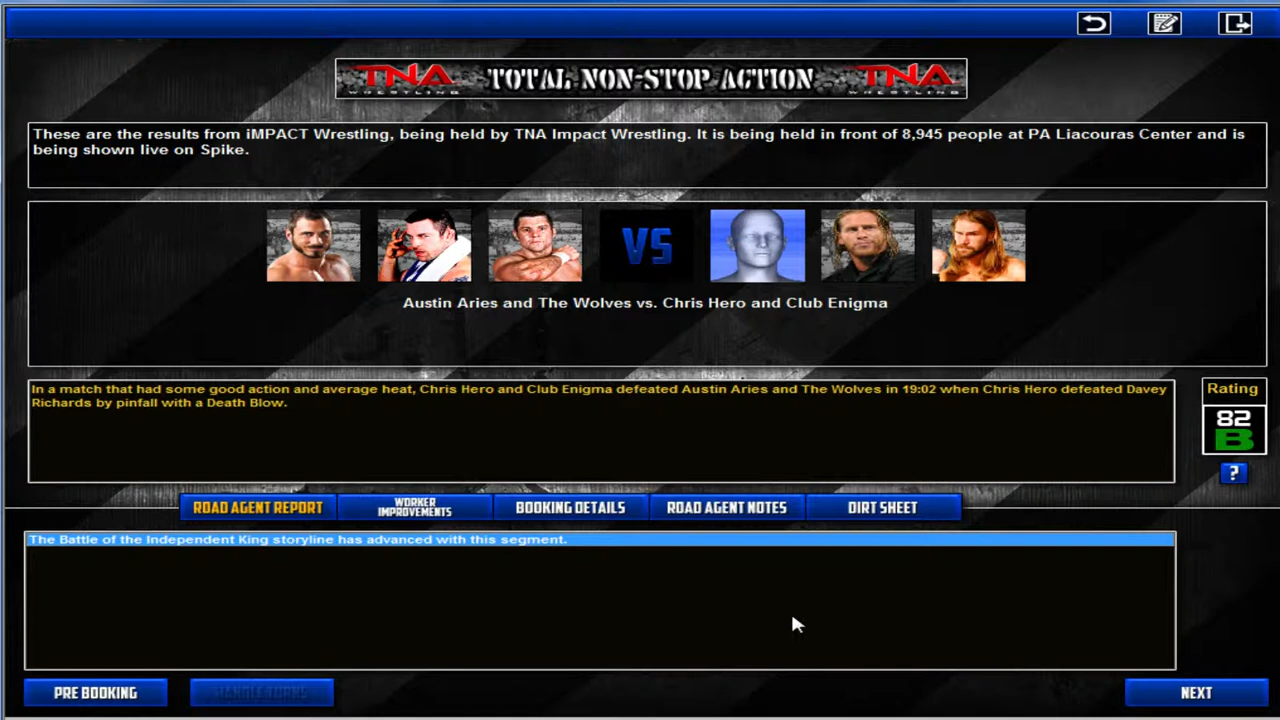 TNA WRESTLING TOTAL NON-STOP ACTION TNA WRESTLING
These are the results from iMPACT Wrestling, being held by TNA Impact Wrestling. It is being held in front of 8,945 people at PA Liacouras Center and is
being shown live on Spike.
VS
Austin Aries and The Wolves vs. Chris Hero and Club Enigma
In a match that had some good action and average heat, Chris Hero and Club Enigma defeated Austin Aries and The Wolves in 19:02 when Chris Hero defeated Davey
Richards by pinfall with a Death Blow.
Rating
82
B
?
ROAD AGENT REPORT
WORKER
IMPROVEMENTS
BOOKING DETAILS
ROAD AGENT NOTES
DIRT SHEET
The Battle of the Independent King storyline has advanced with this segment.
PRE BOOKING
HANDLE TURNS
NEXT